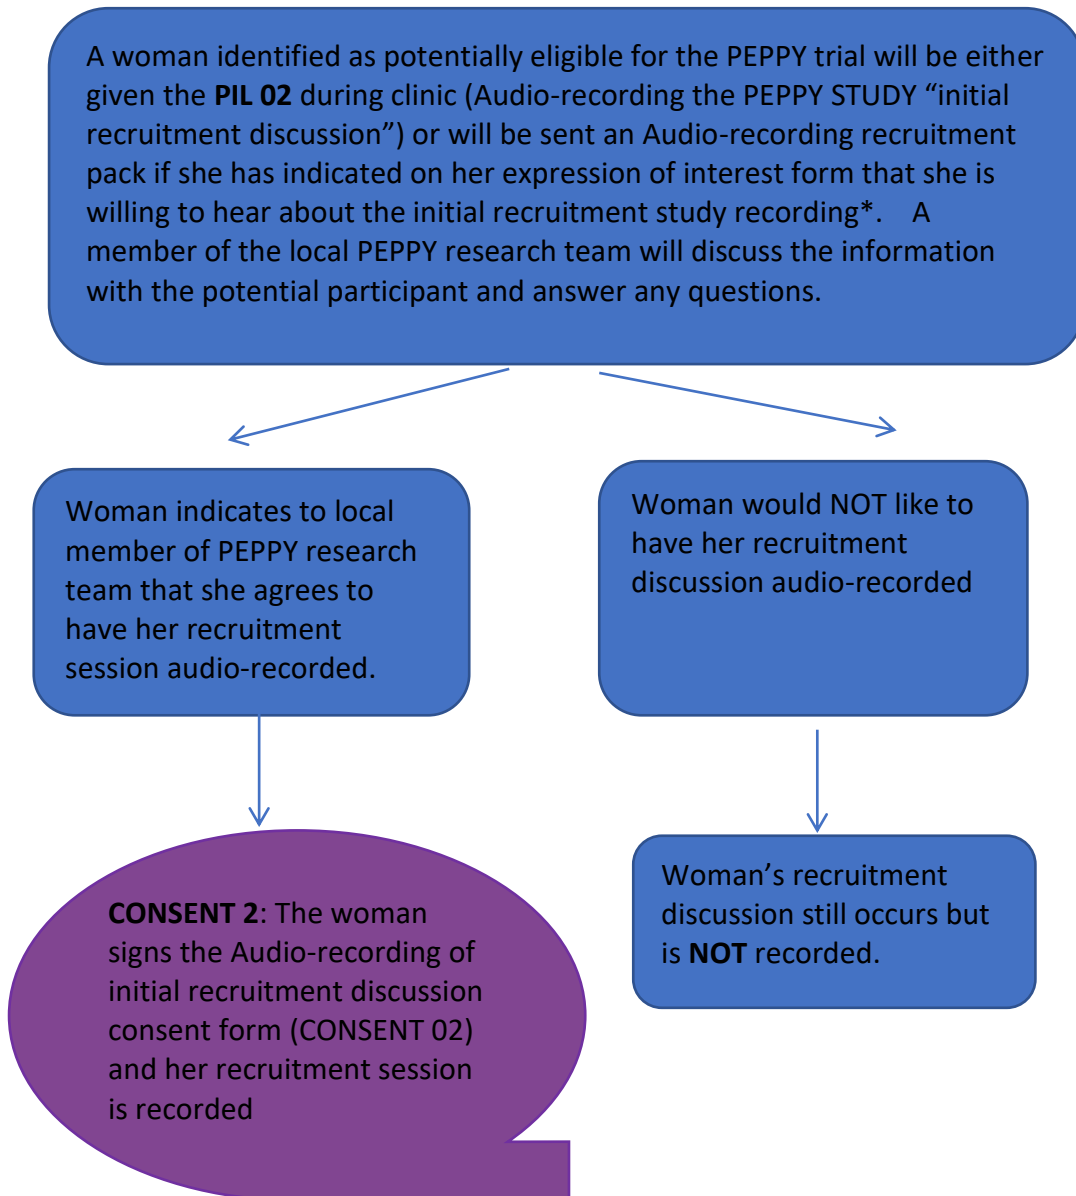 A woman identified as potentially eligible for the PEPPY trial will be either
given the PIL 02 during clinic (Audio-recording the PEPPY STUDY “initial
recruitment discussion”) or will be sent an Audio-recording recruitment
pack if she has indicated on her expression of interest form that she is
willing to hear about the initial recruitment study recording*. A
member of the local PEPPY research team will discuss the information
with the potential participant and answer any questions.
Woman indicates to local
member of PEPPY research
team that she agrees to
have her recruitment
session audio-recorded.
Woman would NOT like to
have her recruitment
discussion audio-recorded
CONSENT 2: The woman
signs the Audio-recording of
initial recruitment discussion
consent form (CONSENT 02)
and her recruitment session
is recorded
Woman’s recruitment
discussion still occurs but
is NOT recorded.